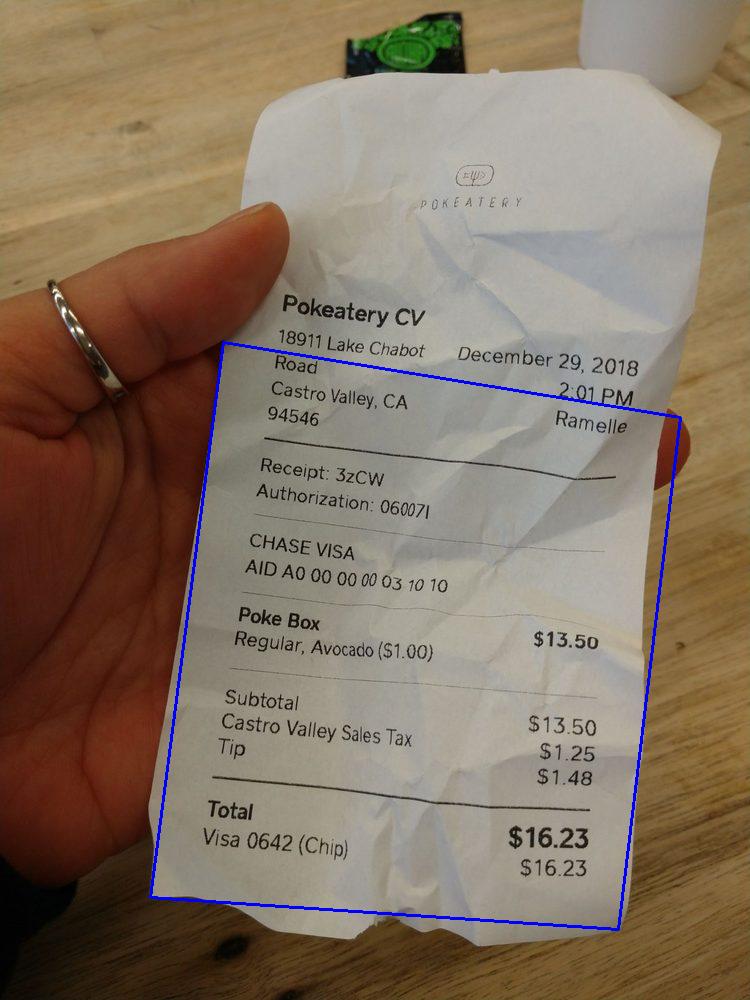 POKEATERY
Pokeatery CV
18911 Lake Chabot December 29, 2018
Road 2:01 PM
Castro Valley, CA Ramelle
94546
Receipt: 3zCW
Authorization: 06007I
CHASE VISA
AID A0 00 00 00 03 10 10
Poke Box $13.50
Regular, Avocado ($1.00)
Subtotal $13.50
Castro Valley Sales Tax $1.25
Tip $1.48
Total $16.23
Visa 0642 (Chip) $16.23